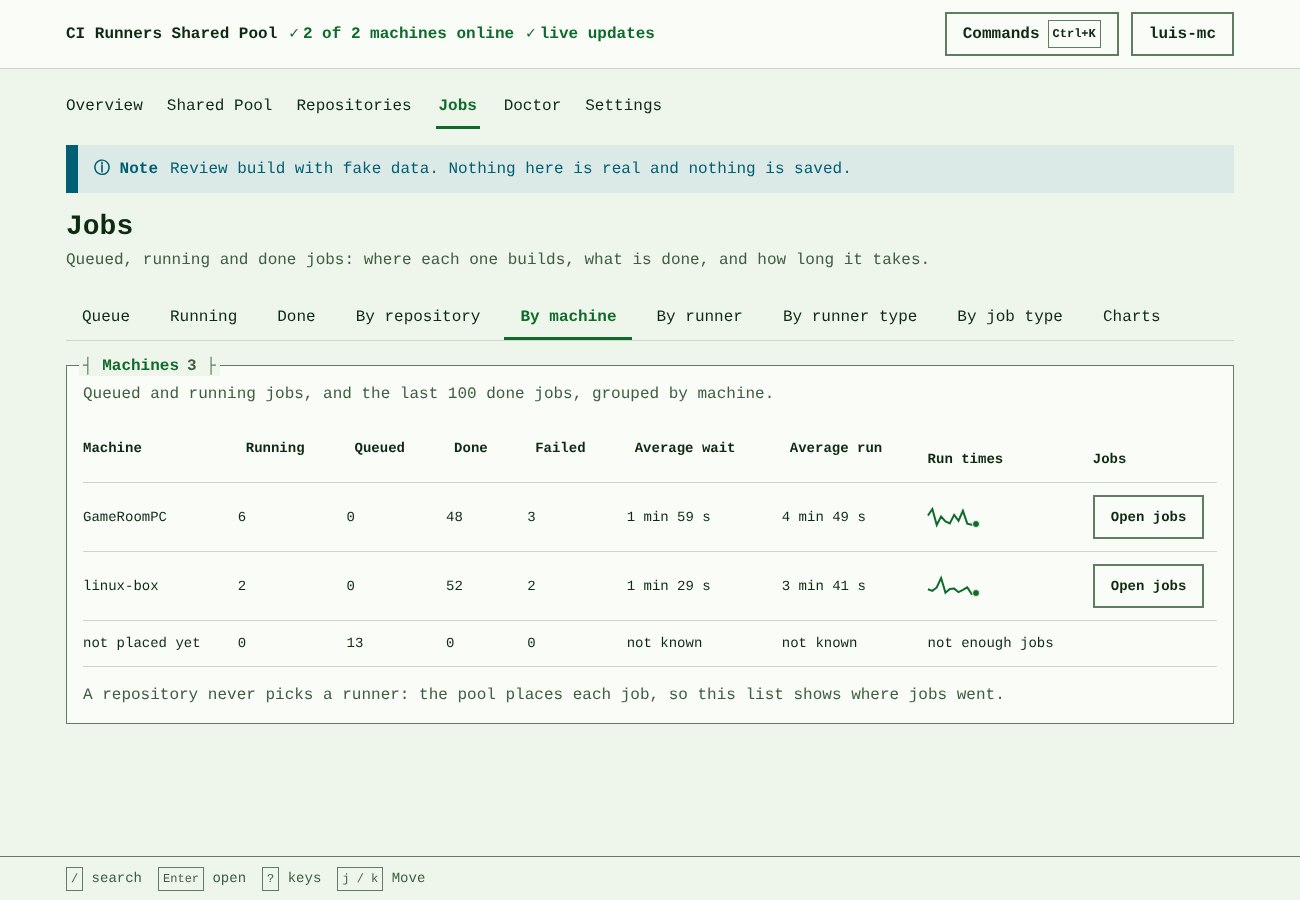 CI Runners Shared Pool ✓ 2 of 2 machines online ✓ live updates Commands Ctrl+K luis-mc
Overview Shared Pool Repositories Jobs Doctor Settings
ⓘ Note Review build with fake data. Nothing here is real and nothing is saved.
Jobs
Queued, running and done jobs: where each one builds, what is done, and how long it takes.
Queue Running Done By repository By machine By runner By runner type By job type Charts
Machines 3
Queued and running jobs, and the last 100 done jobs, grouped by machine.
Machine Running Queued Done Failed Average wait Average run Run times Jobs
GameRoomPC 6 0 48 3 1 min 59 s 4 min 49 s Open jobs
linux-box 2 0 52 2 1 min 29 s 3 min 41 s Open jobs
not placed yet 0 13 0 0 not known not known not enough jobs
A repository never picks a runner: the pool places each job, so this list shows where jobs went.
/ search Enter open ? keys j / k Move